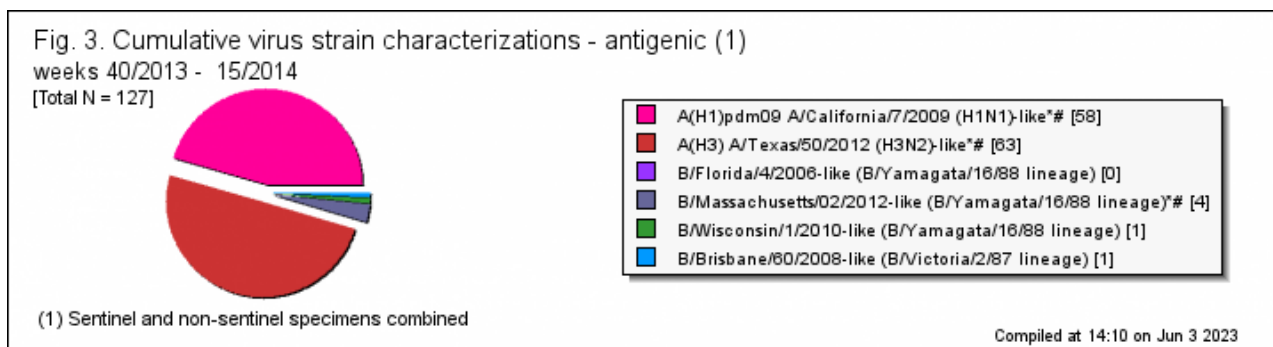 Fig. 3. Cumulative virus strain characterizations - antigenic (1)
weeks 40/2013 - 15/2014
[Total N = 127]
A(H1)pdm09 A/California/7/2009 (H1N1)-like*# [58]
A(H3) A/Texas/50/2012 (H3N2)-like*# [63]
B/Florida/4/2006-like (B/Yamagata/16/88 lineage) [0]
B/Massachusetts/02/2012-like (B/Yamagata/16/88 lineage)*# [4]
B/Wisconsin/1/2010-like (B/Yamagata/16/88 lineage) [1]
B/Brisbane/60/2008-like (B/Victoria/2/87 lineage) [1]
(1) Sentinel and non-sentinel specimens combined
Compiled at 14:10 on Jun 3 2023